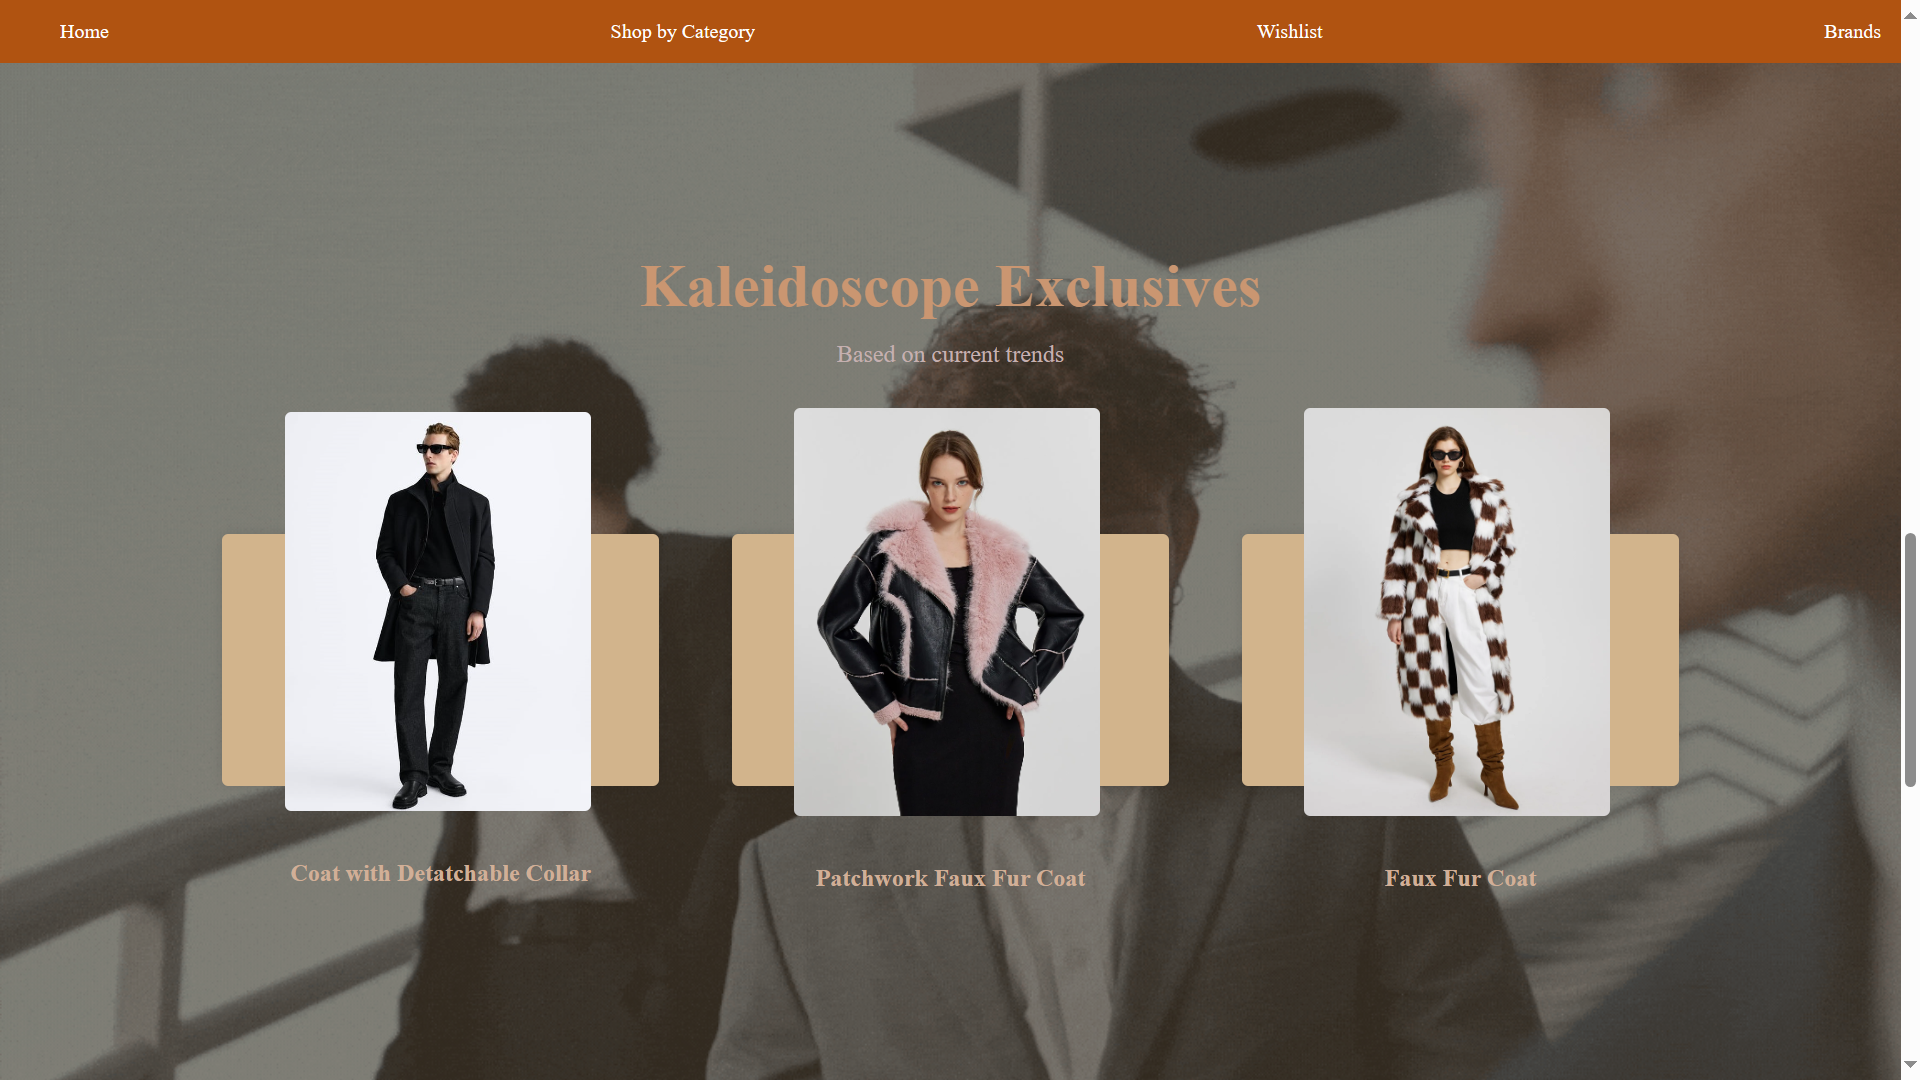 Home
Shop by Category
Wishlist
Brands
Kaleidoscope Exclusives
Based on current trends
Coat with Detatchable Collar
Patchwork Faux Fur Coat
Faux Fur Coat